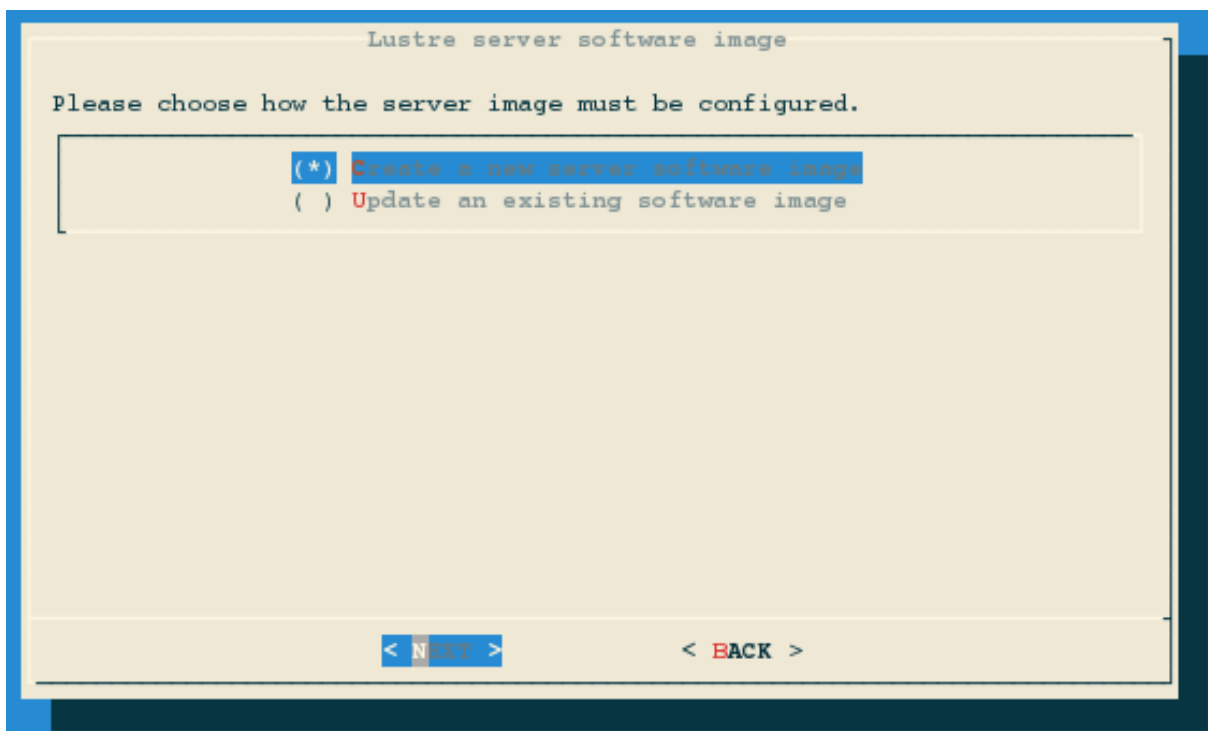 Lustre server software image
Please choose how the server image must be configured.
(*) Create a new server software image
( ) Update an existing software image
< NEXT > < BACK >